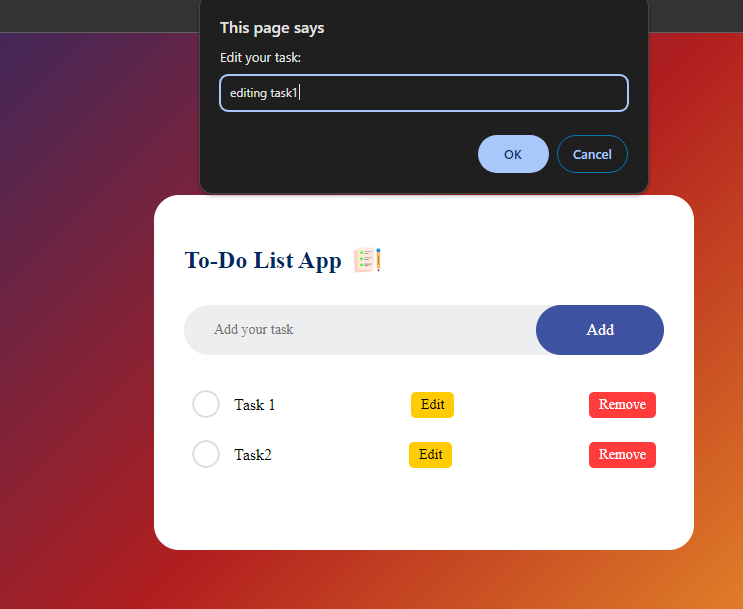 This page says
Edit your task:
editing task1
OK Cancel
To-Do List App
Add your task Add
Task 1 Edit Remove
Task2 Edit Remove